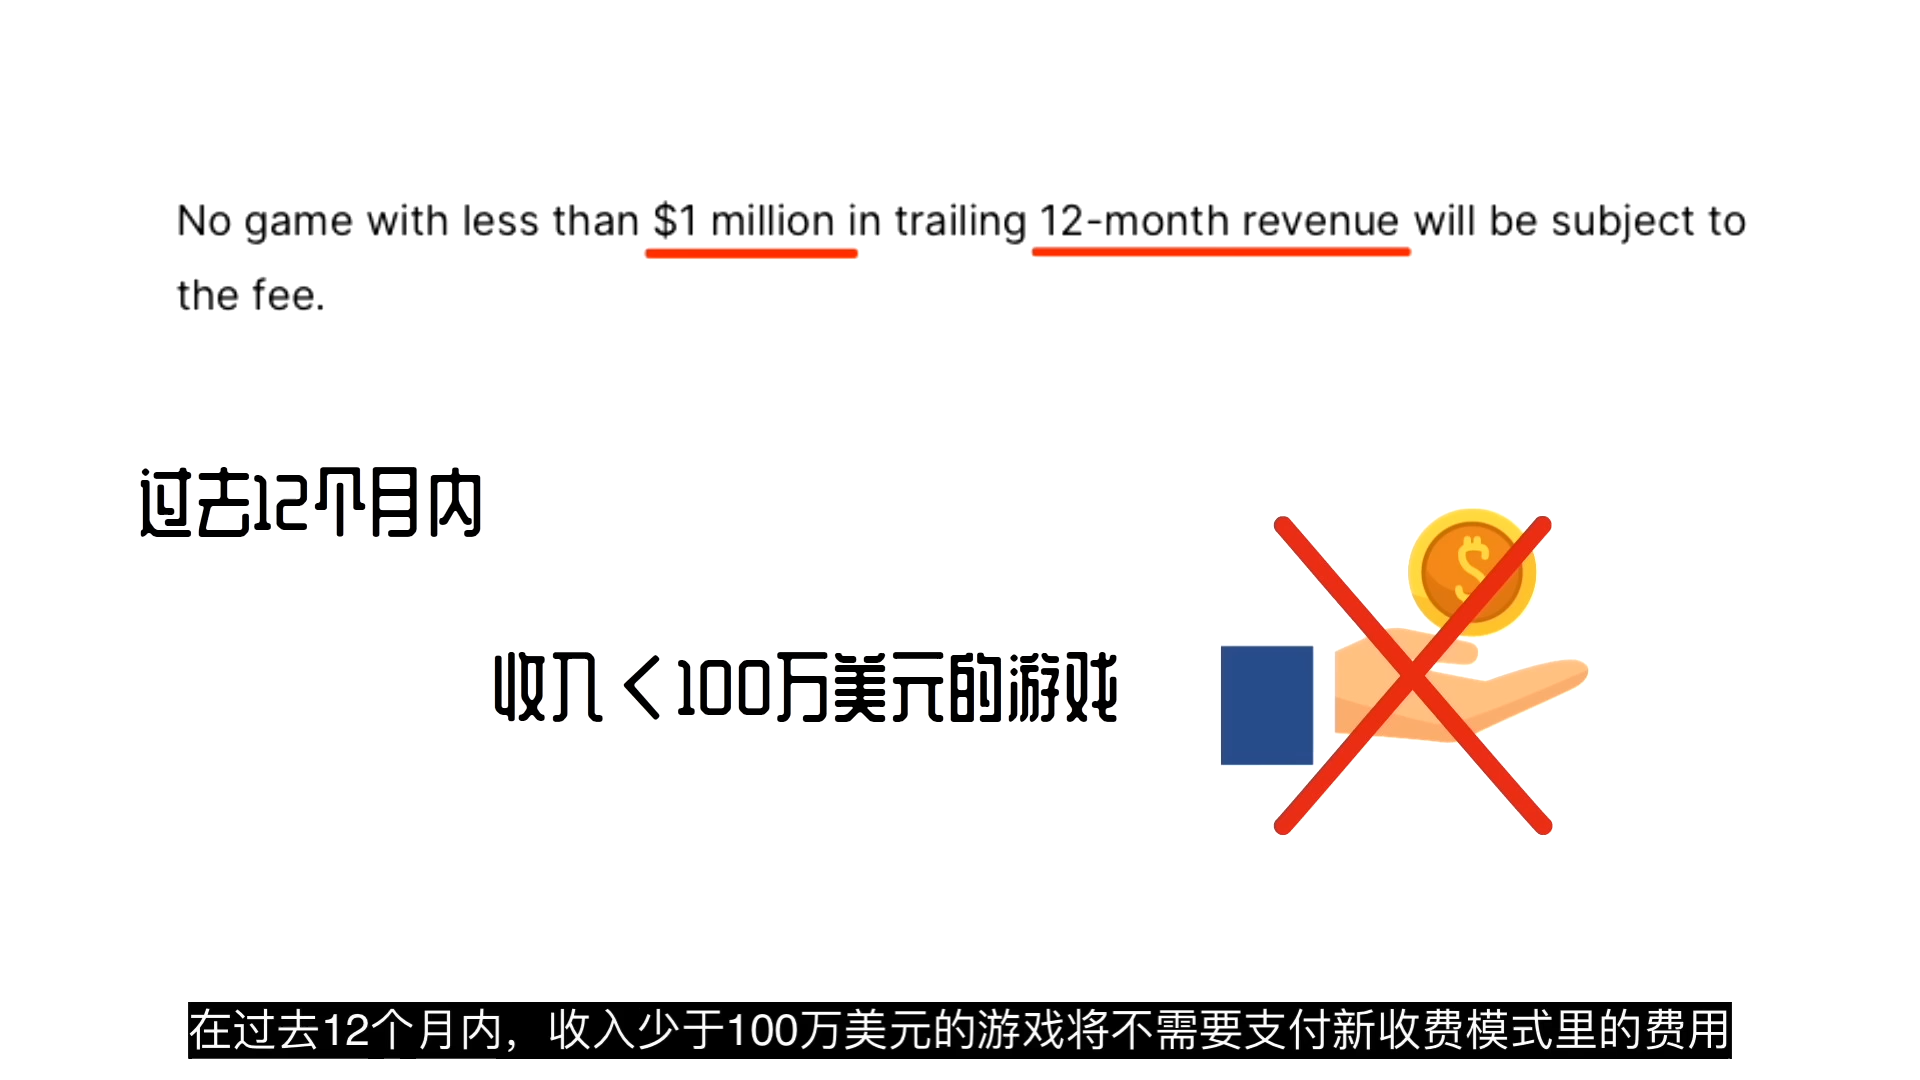 No game with less than $1 million in trailing 12-month revenue will be subject to
the fee.
过去12个月内
收入＜100万美元的游戏
$
在过去12个月内，收入少于100万美元的游戏将不需要支付新收费模式里的费用